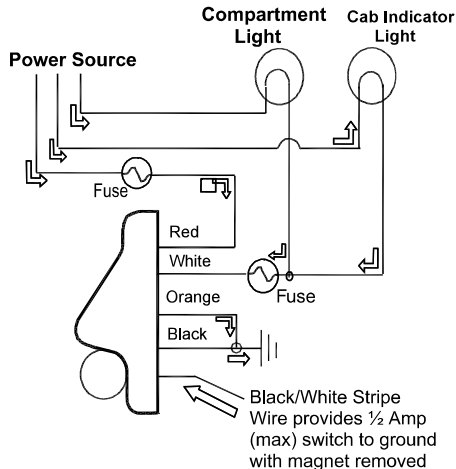 Compartment
Light
Cab Indicator
Light
Power Source
Fuse
Red
White
Fuse
Orange
Black
Black/White Stripe
Wire provides ½ Amp
(max) switch to ground
with magnet removed